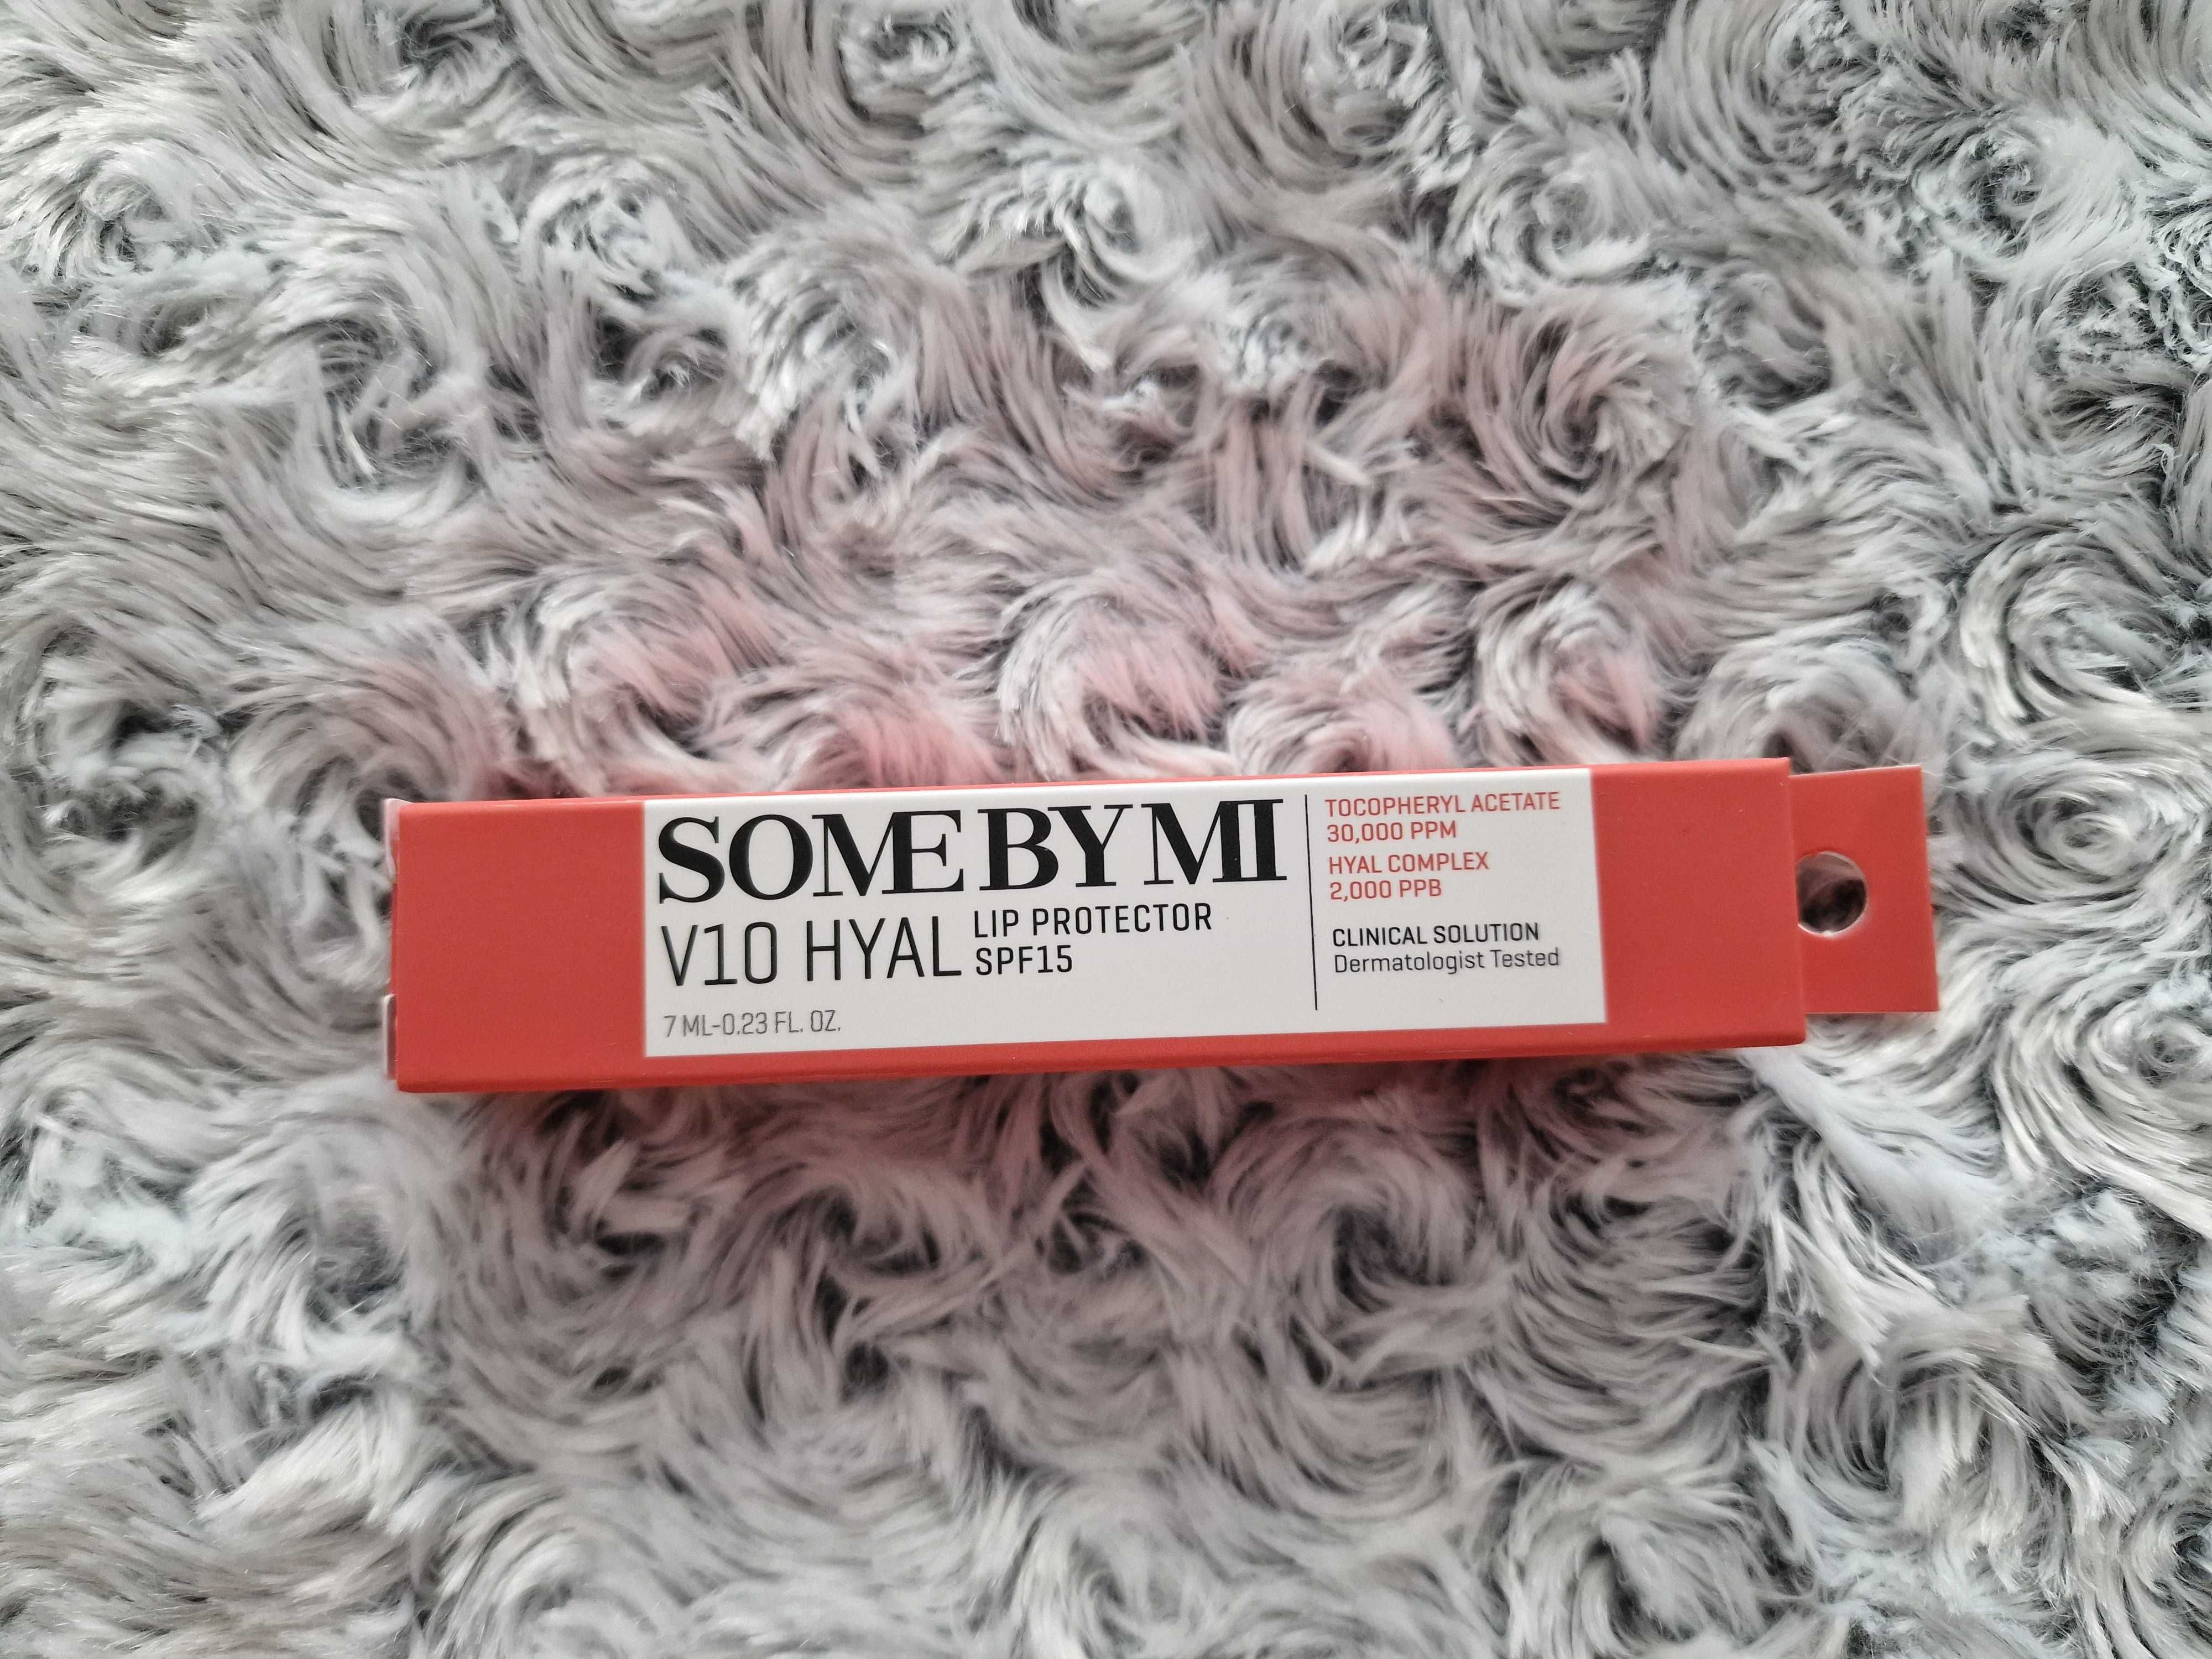 SOME BY MI
V10 HYAL LIP PROTECTOR
SPF15
7 ML-0.23 FL. OZ.
TOCOPHERYL ACETATE
30,000 PPM
HYAL COMPLEX
2,000 PPB
CLINICAL SOLUTION
Dermatologist Tested